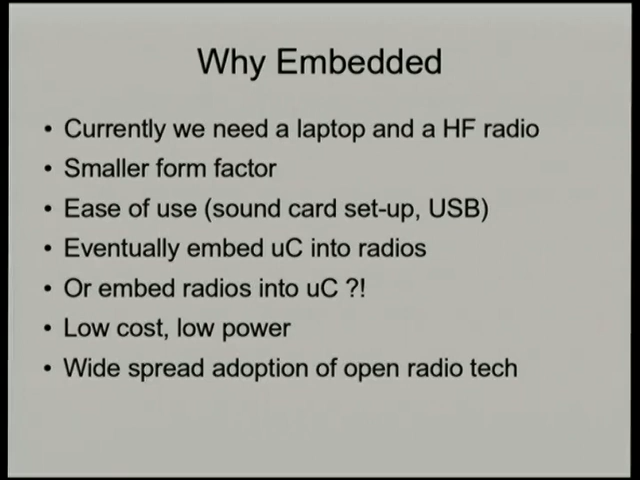 Why Embedded
• Currently we need a laptop and a HF radio
• Smaller form factor
• Ease of use (sound card set-up, USB)
• Eventually embed uC into radios
• Or embed radios into uC ?!
• Low cost, low power
• Wide spread adoption of open radio tech